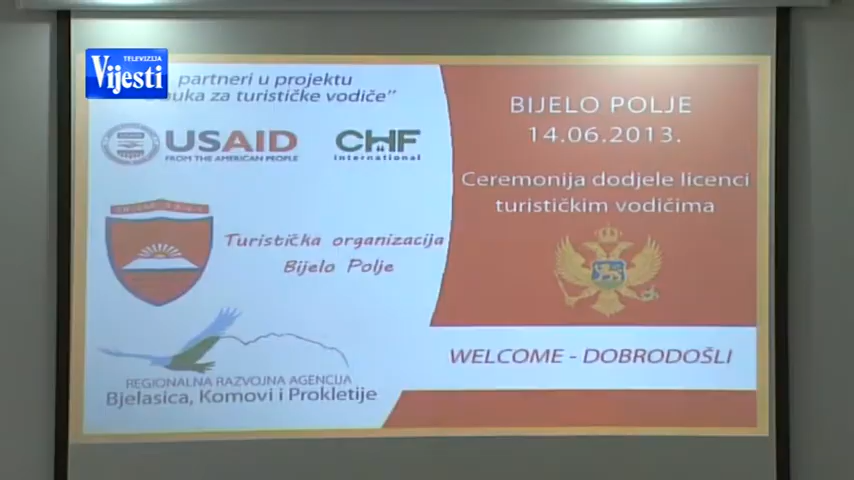 TELEVIZIJA
Vijesti
partneri u projektu
za turističke vodiče”
USAID
FROM THE AMERICAN PEOPLE
CHF
International
Turistička organizacija
Bijelo Polje
REGIONALNA RAZVOJNA AGENCIJA
Bjelasica, Komovi i Prokletije
BIJELO POLJE
14.06.2013.
Ceremonija dodjele licenci
turističkim vodičima
WELCOME - DOBRODOŠLI